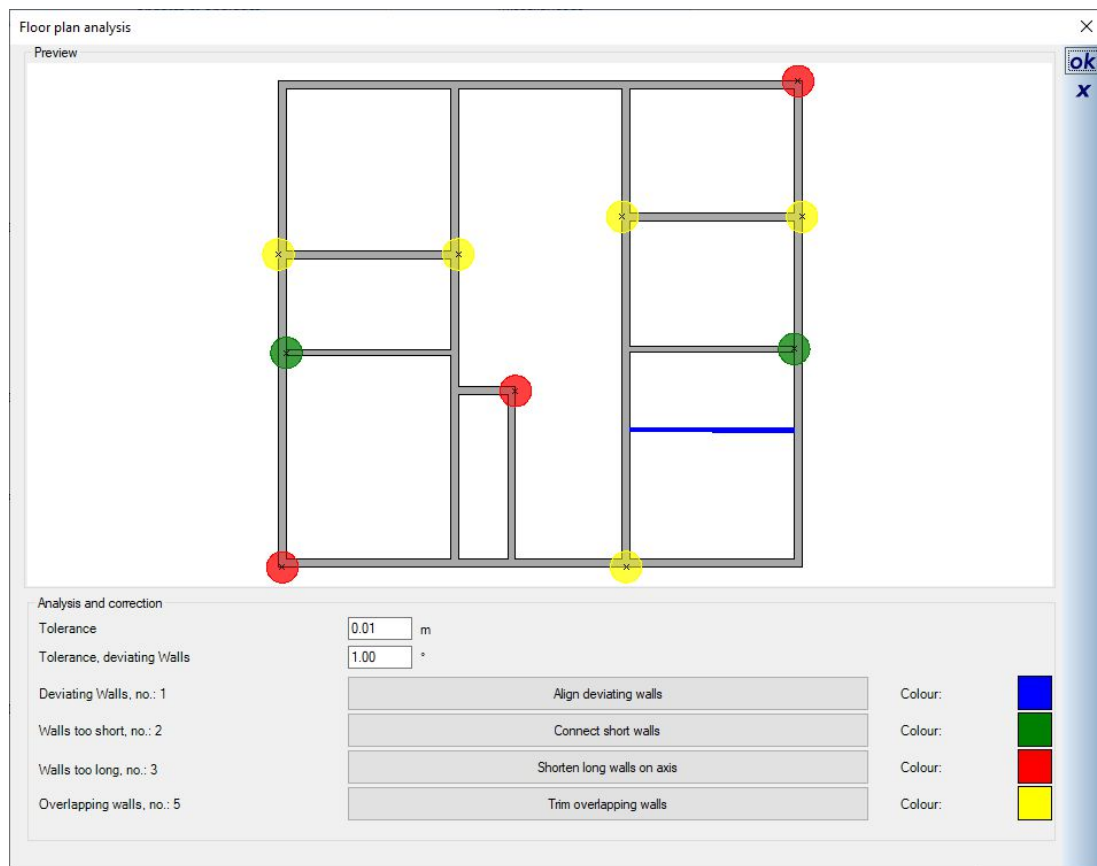 Floor plan analysis
Preview
ok
x
Analysis and correction
Tolerance 0.01 m
Tolerance, deviating Walls 1.00 °
Deviating Walls, no.: 1 Align deviating walls Colour:
Walls too short, no.: 2 Connect short walls Colour:
Walls too long, no.: 3 Shorten long walls on axis Colour:
Overlapping walls, no.: 5 Trim overlapping walls Colour: